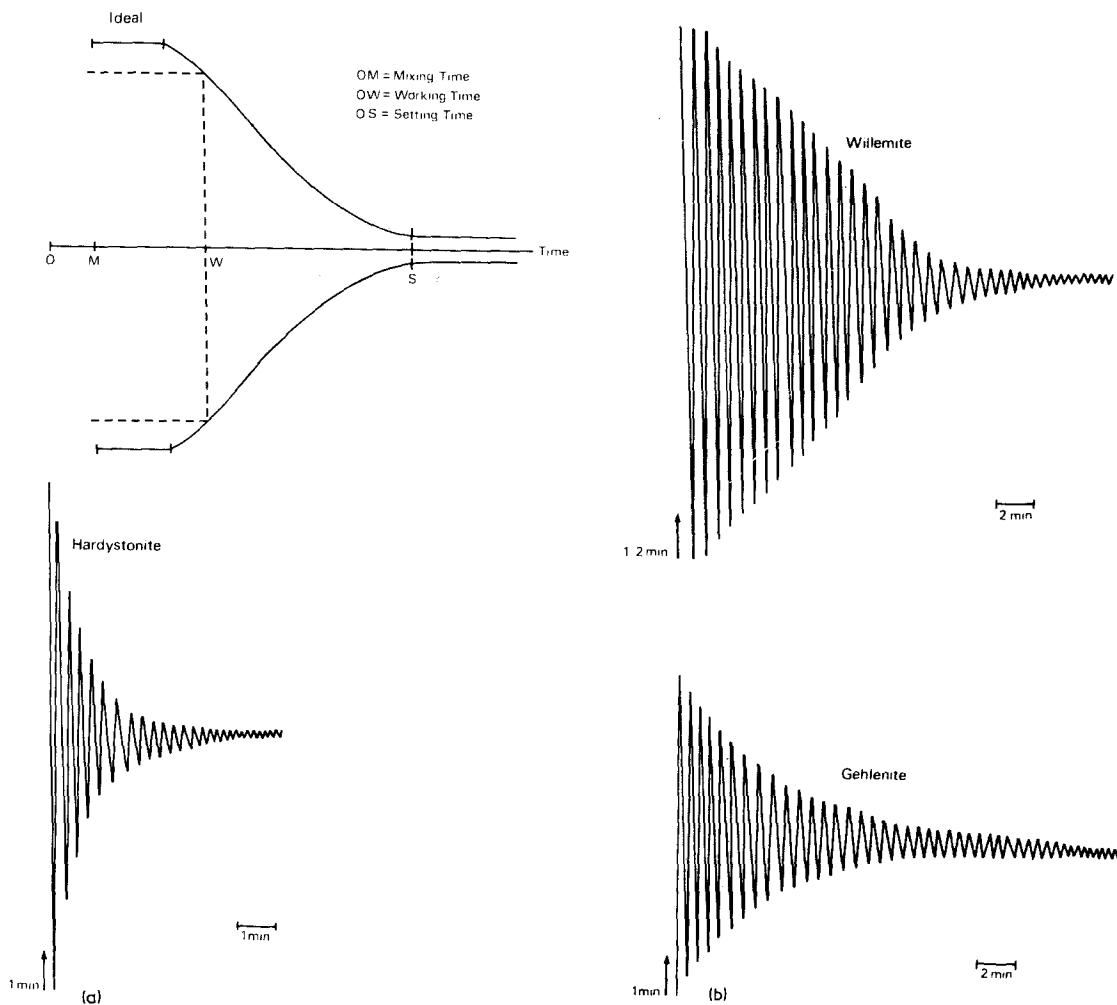 Ideal
OM = Mixing Time
OW = Working Time
OS = Setting Time
O
M
W
S
Time
Hardystonite
1 min
1 min
(a)
Willemite
2 min
1 2 min
Gehlenite
2 min
1 min
(b)